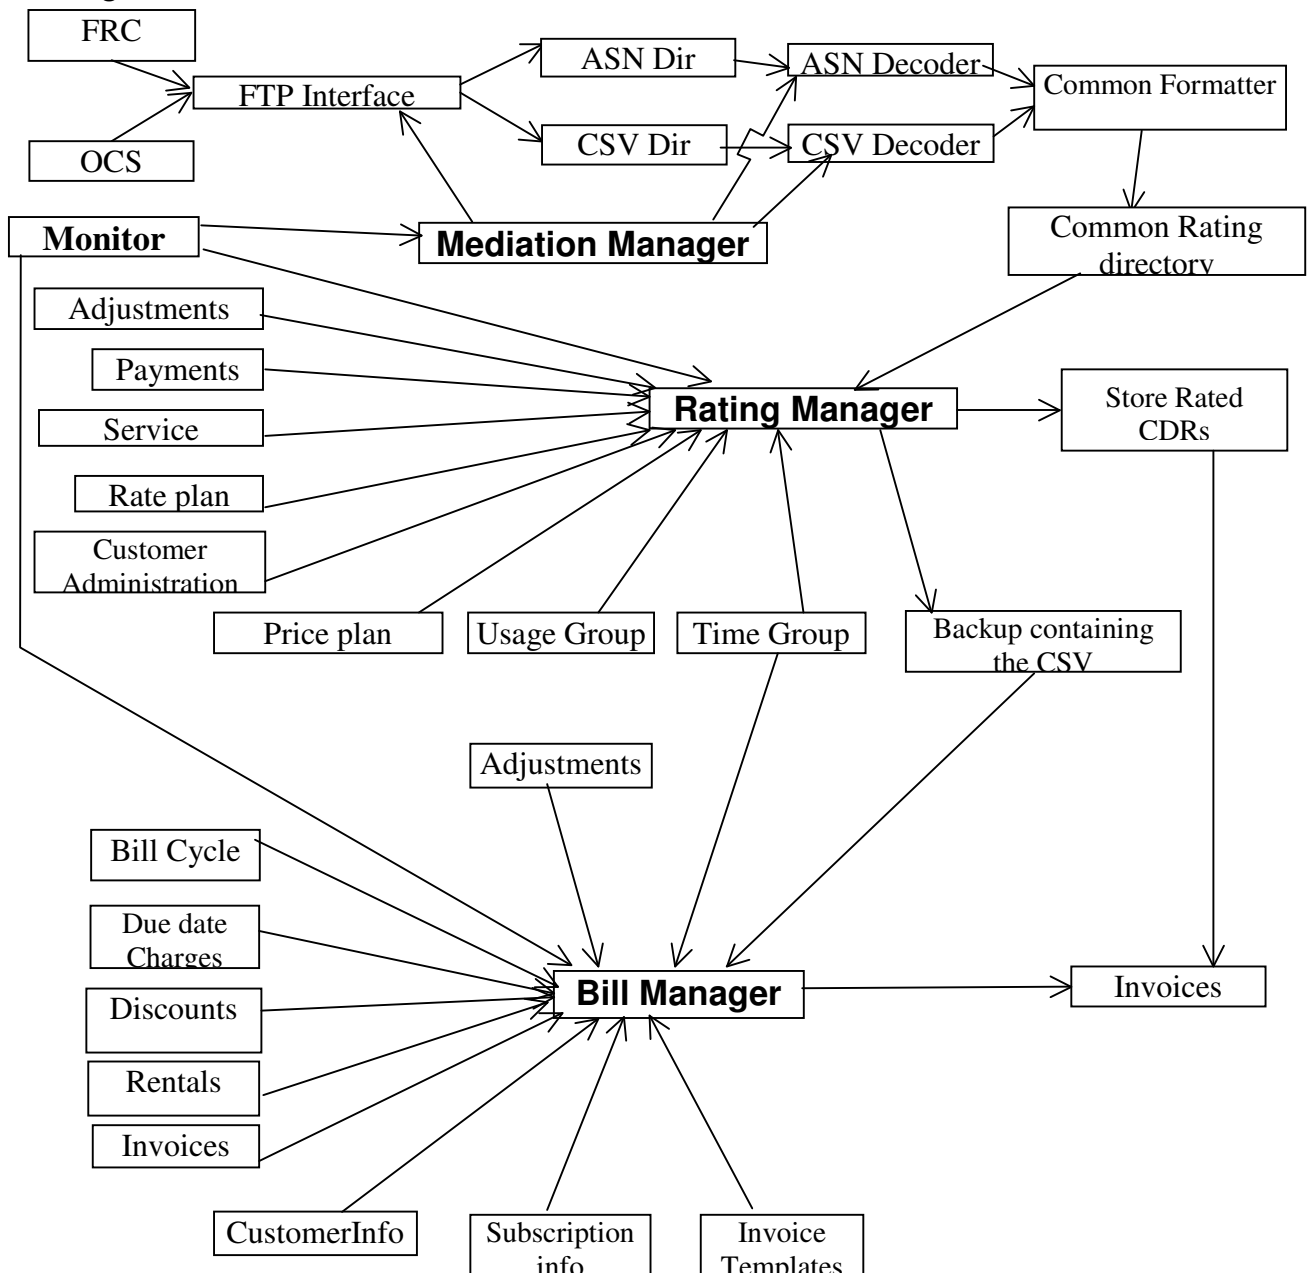 FRC
ASN Dir
ASN Decoder
Common Formatter
FTP Interface
CSV Dir
CSV Decoder
OCS
Monitor
Mediation Manager
Common Rating
directory
Adjustments
Payments
Rating Manager
Store Rated
CDRs
Service
Rate plan
Customer
Administration
Price plan
Usage Group
Time Group
Backup containing
the CSV
Adjustments
Bill Cycle
Due date
Charges
Bill Manager
Invoices
Discounts
Rentals
Invoices
CustomerInfo
Subscription
info
Invoice
Templates